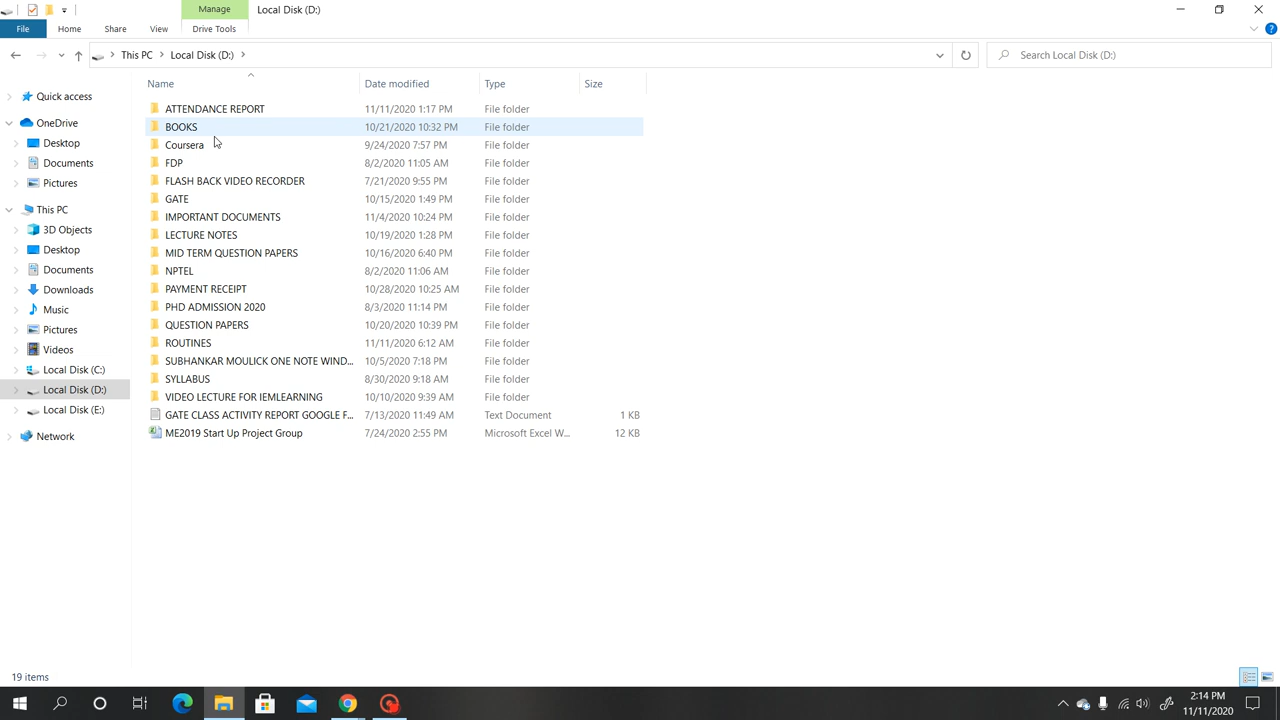 Manage
Local Disk (D:)
File
Home
Share
View
Drive Tools
This PC
Local Disk (D:)
Search Local Disk (D:)
Name
Date modified
Type
Size
Quick access
OneDrive
Desktop
Documents
Pictures
This PC
3D Objects
Desktop
Documents
Downloads
Music
Pictures
Videos
Local Disk (C:)
Local Disk (D:)
Local Disk (E:)
Network
ATTENDANCE REPORT 11/11/2020 1:17 PM File folder
BOOKS 10/21/2020 10:32 PM File folder
Coursera 9/24/2020 7:57 PM File folder
FDP 8/2/2020 11:05 AM File folder
FLASH BACK VIDEO RECORDER 7/21/2020 9:55 PM File folder
GATE 10/15/2020 1:49 PM File folder
IMPORTANT DOCUMENTS 11/4/2020 10:24 PM File folder
LECTURE NOTES 10/19/2020 1:28 PM File folder
MID TERM QUESTION PAPERS 10/16/2020 6:40 PM File folder
NPTEL 8/2/2020 11:06 AM File folder
PAYMENT RECEIPT 10/28/2020 10:25 AM File folder
PHD ADMISSION 2020 8/3/2020 11:14 PM File folder
QUESTION PAPERS 10/20/2020 10:39 PM File folder
ROUTINES 11/11/2020 6:12 AM File folder
SUBHANKAR MOULICK ONE NOTE WIND... 10/5/2020 7:18 PM File folder
SYLLABUS 8/30/2020 9:18 AM File folder
VIDEO LECTURE FOR IEMLEARNING 10/10/2020 9:39 AM File folder
GATE CLASS ACTIVITY REPORT GOOGLE F... 7/13/2020 11:49 AM Text Document 1 KB
ME2019 Start Up Project Group 7/24/2020 2:55 PM Microsoft Excel W... 12 KB
19 items
2:14 PM
11/11/2020